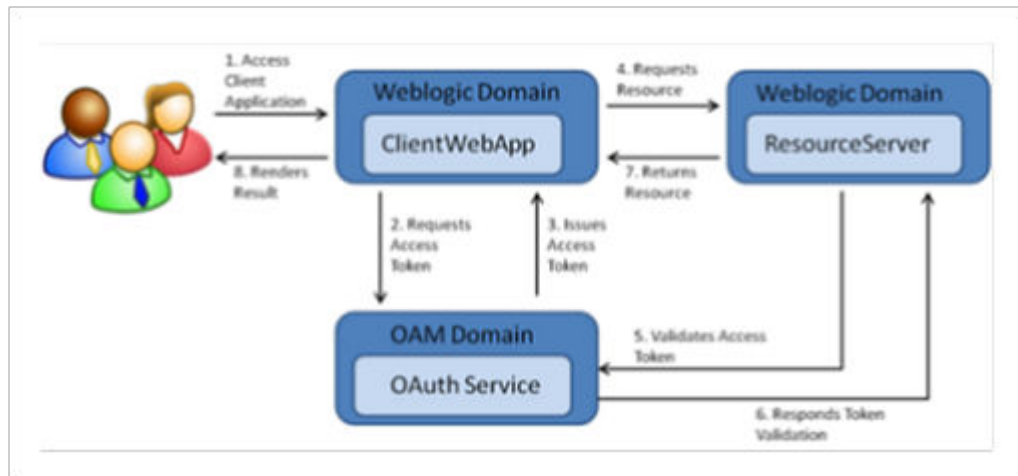 1. Access
Client
Application
Weblogic Domain
ClientWebApp
4. Requests
Resource
Weblogic Domain
ResourceServer
8. Renders
Result
7. Returns
Resource
2. Requests
Access
Token
3. Issues
Access
Token
OAM Domain
OAuth Service
5. Validates Access
Token
6. Responds Token
Validation